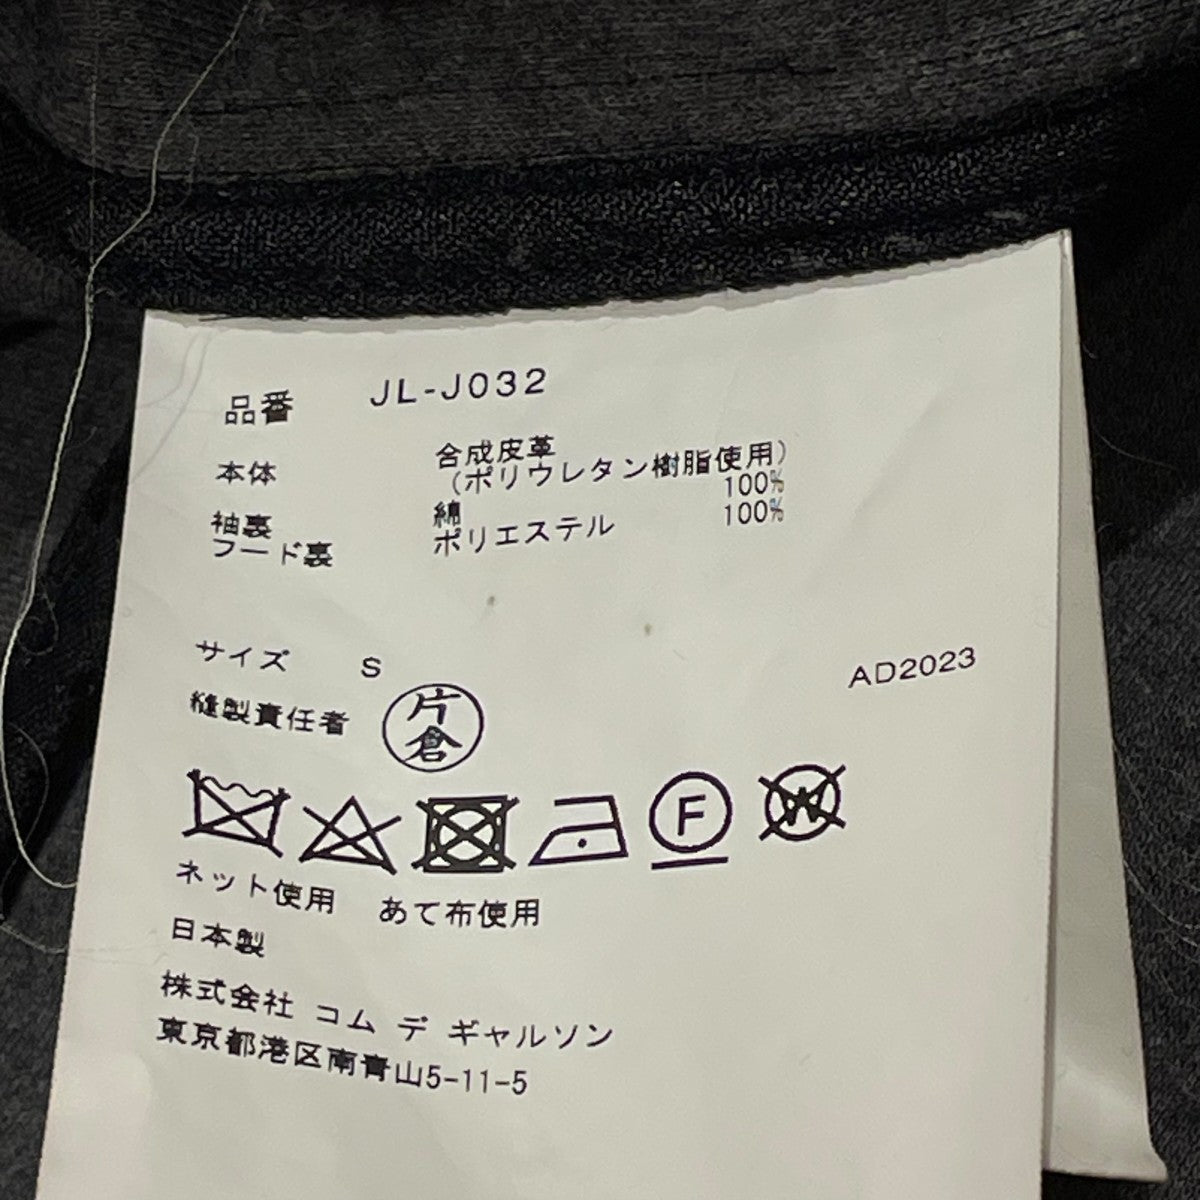 品番 JL-J032
本体 合成皮革
(ポリウレタン樹脂使用)
袖裏 綿 100%
フード裏 ポリエステル 100%
サイズ S
AD2023
縫製責任者 片倉
F
W
ネット使用 あて布使用
日本製
株式会社 コム デ ギャルソン
東京都港区南青山5-11-5